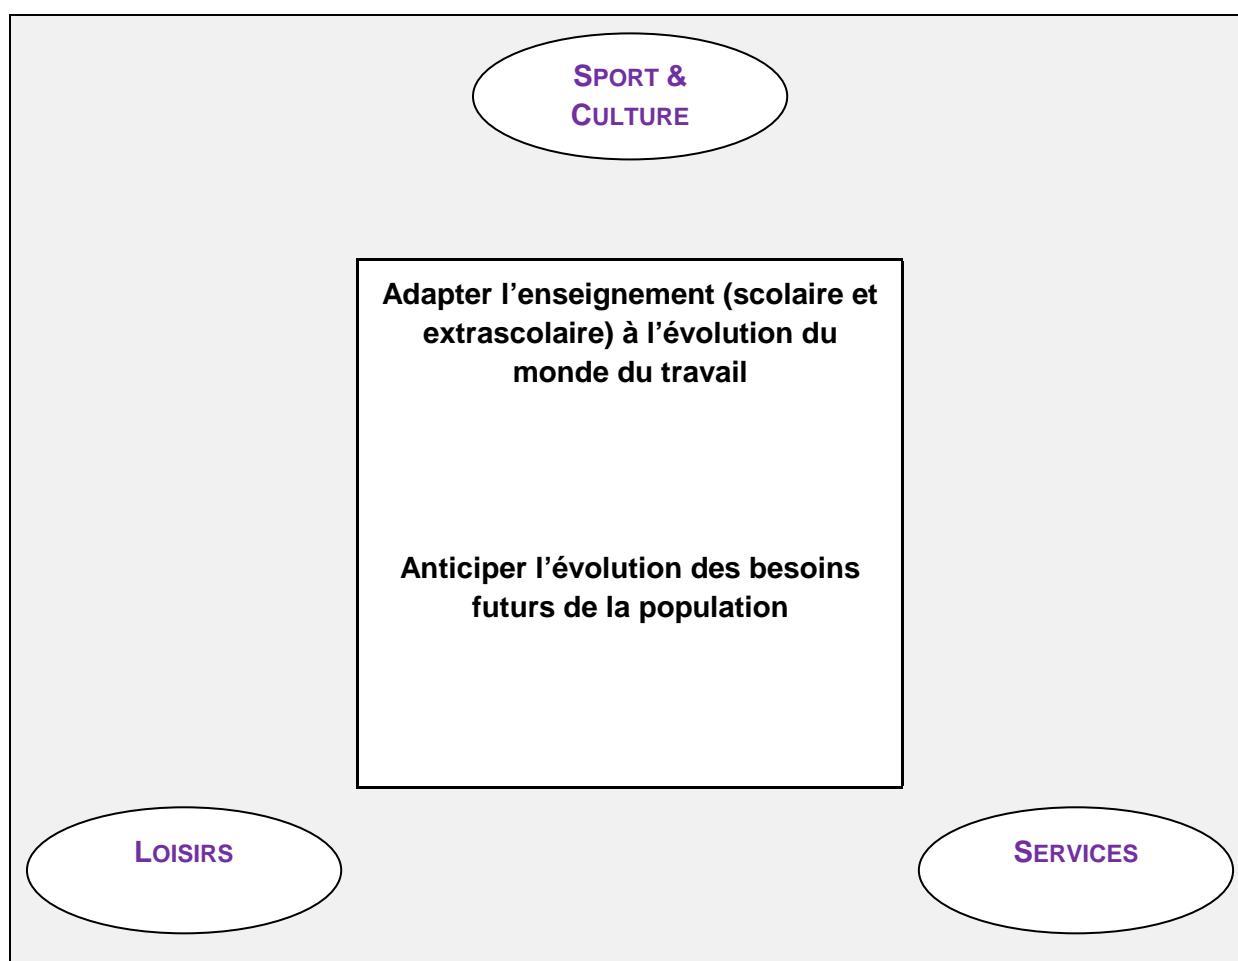 SPORT &
CULTURE
Adapter l’enseignement (scolaire et
extrascolaire) à l’évolution du
monde du travail
Anticiper l’évolution des besoins
futurs de la population
LOISIRS
SERVICES